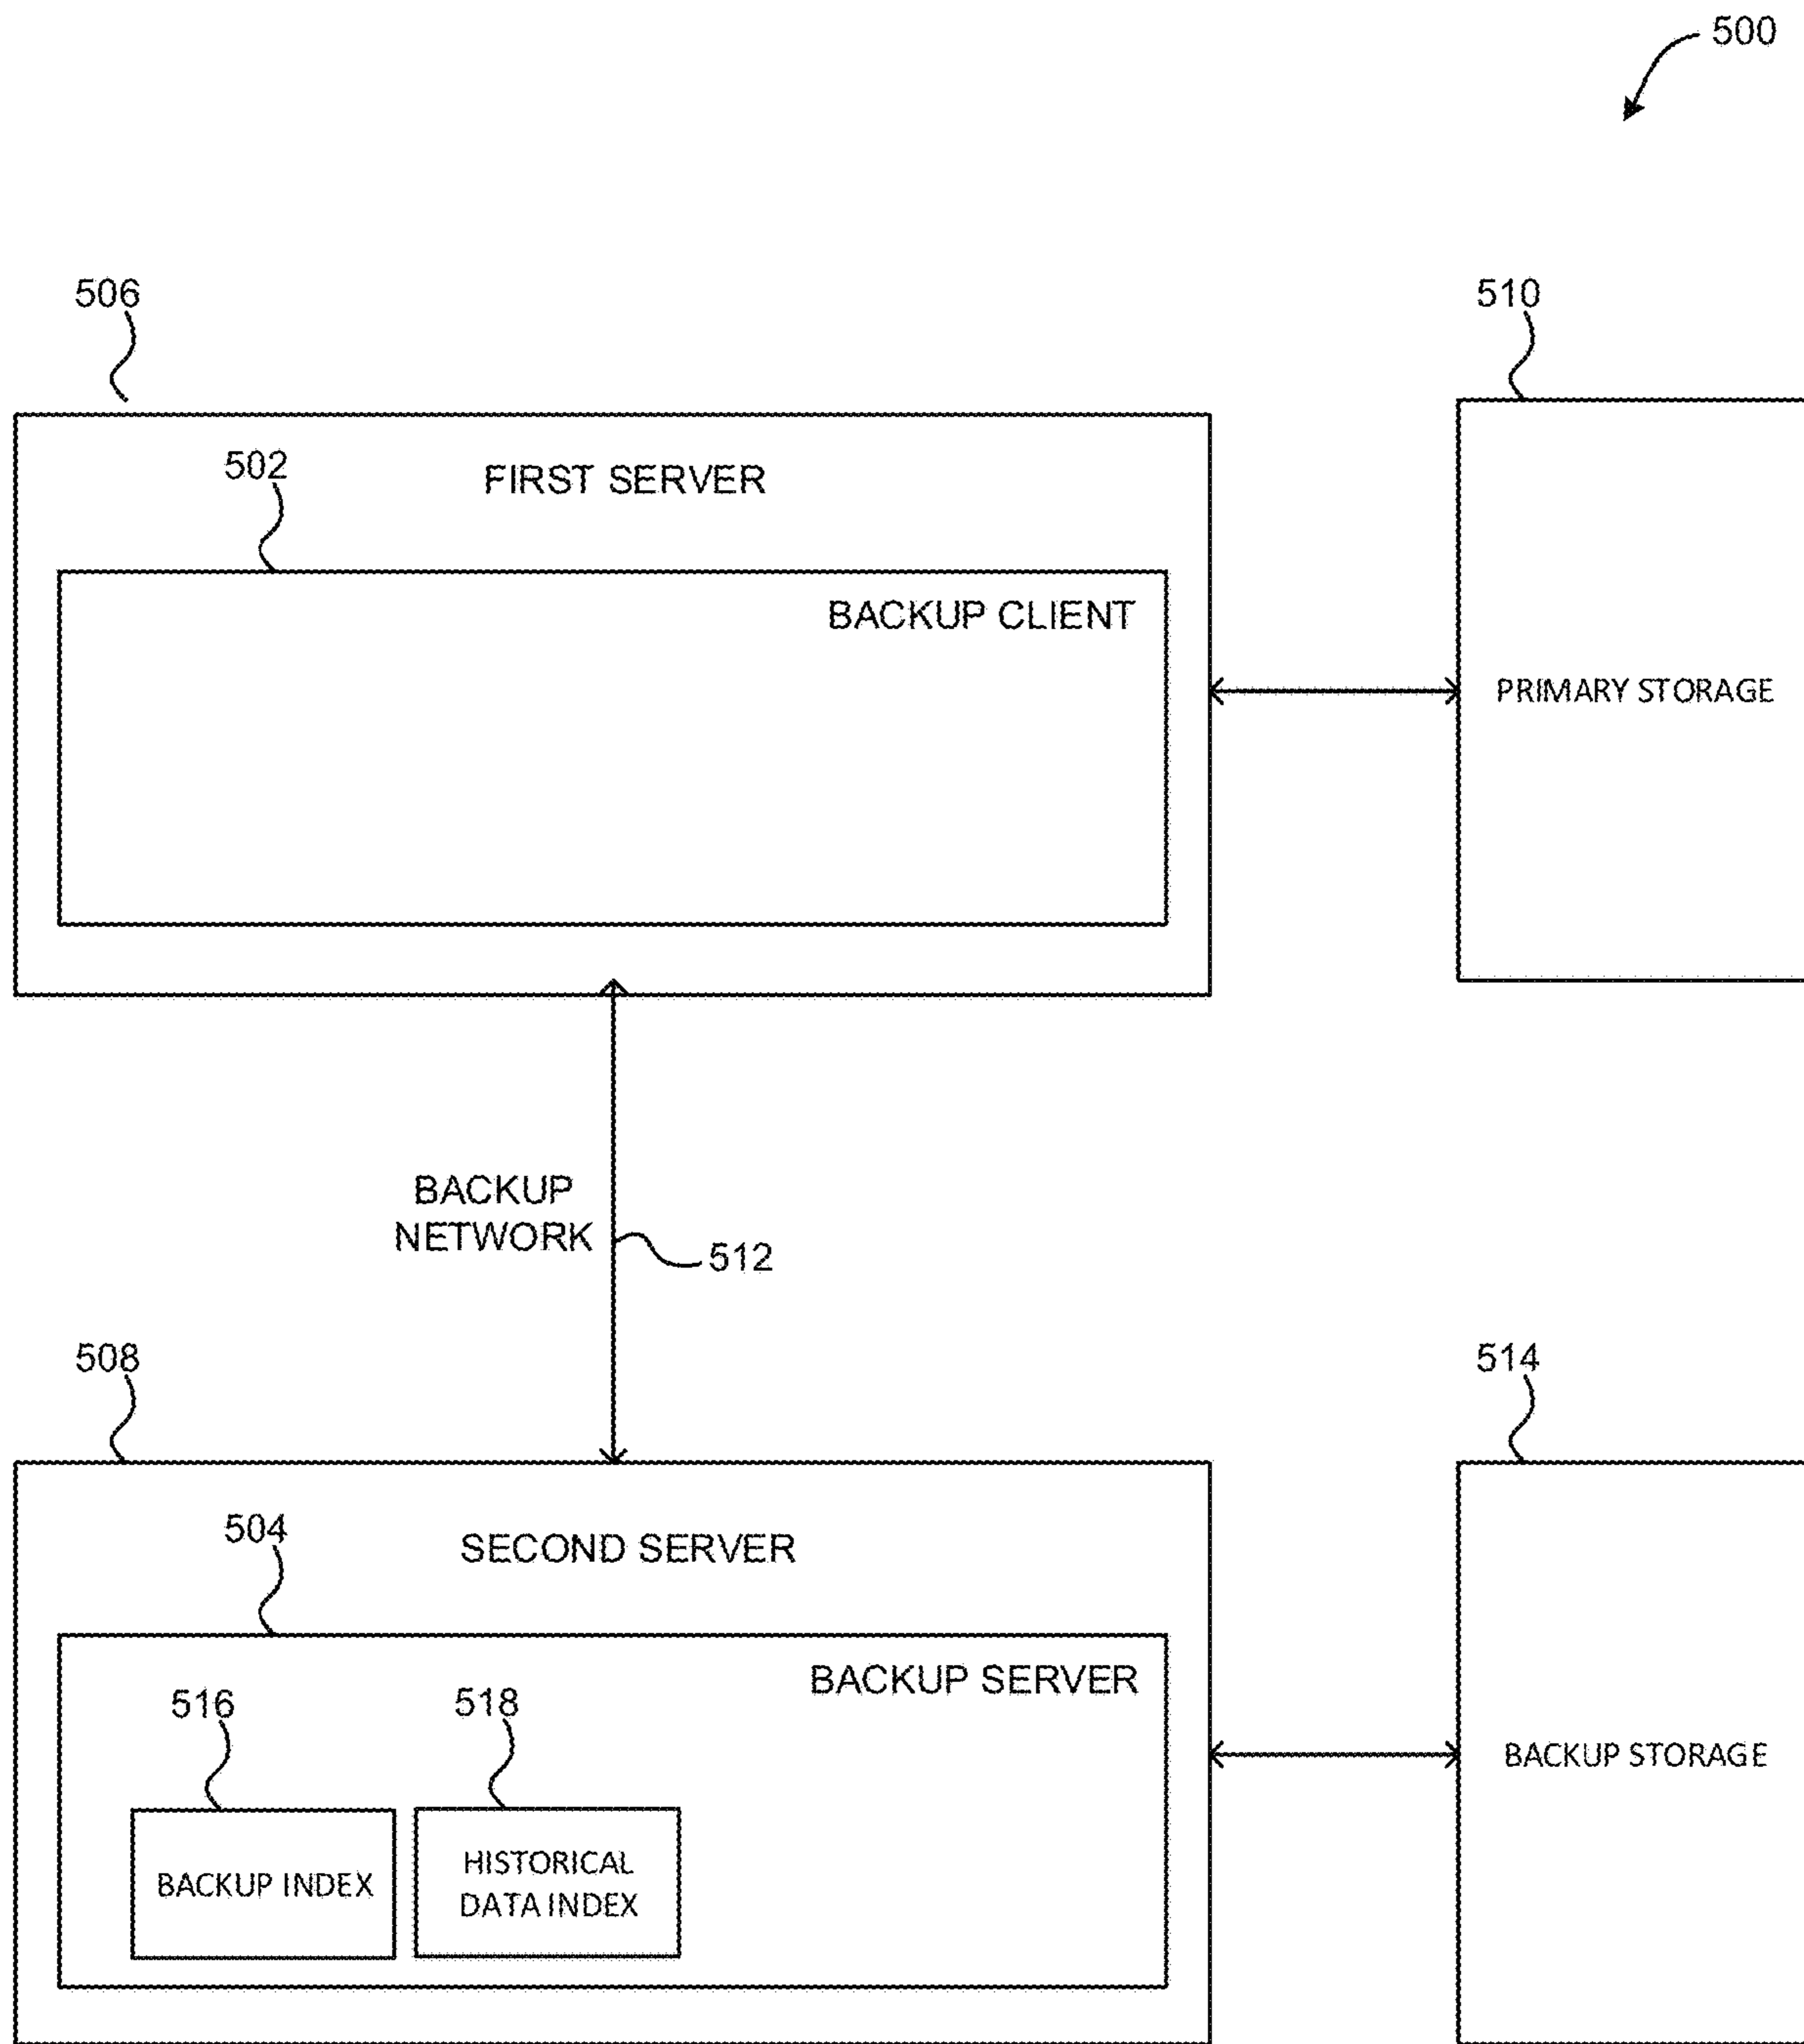 500
506
510
502
FIRST SERVER
BACKUP CLIENT
PRIMARY STORAGE
BACKUP
NETWORK
512
508
514
504
SECOND SERVER
BACKUP SERVER
516
518
BACKUP STORAGE
BACKUP INDEX
HISTORICAL
DATA INDEX